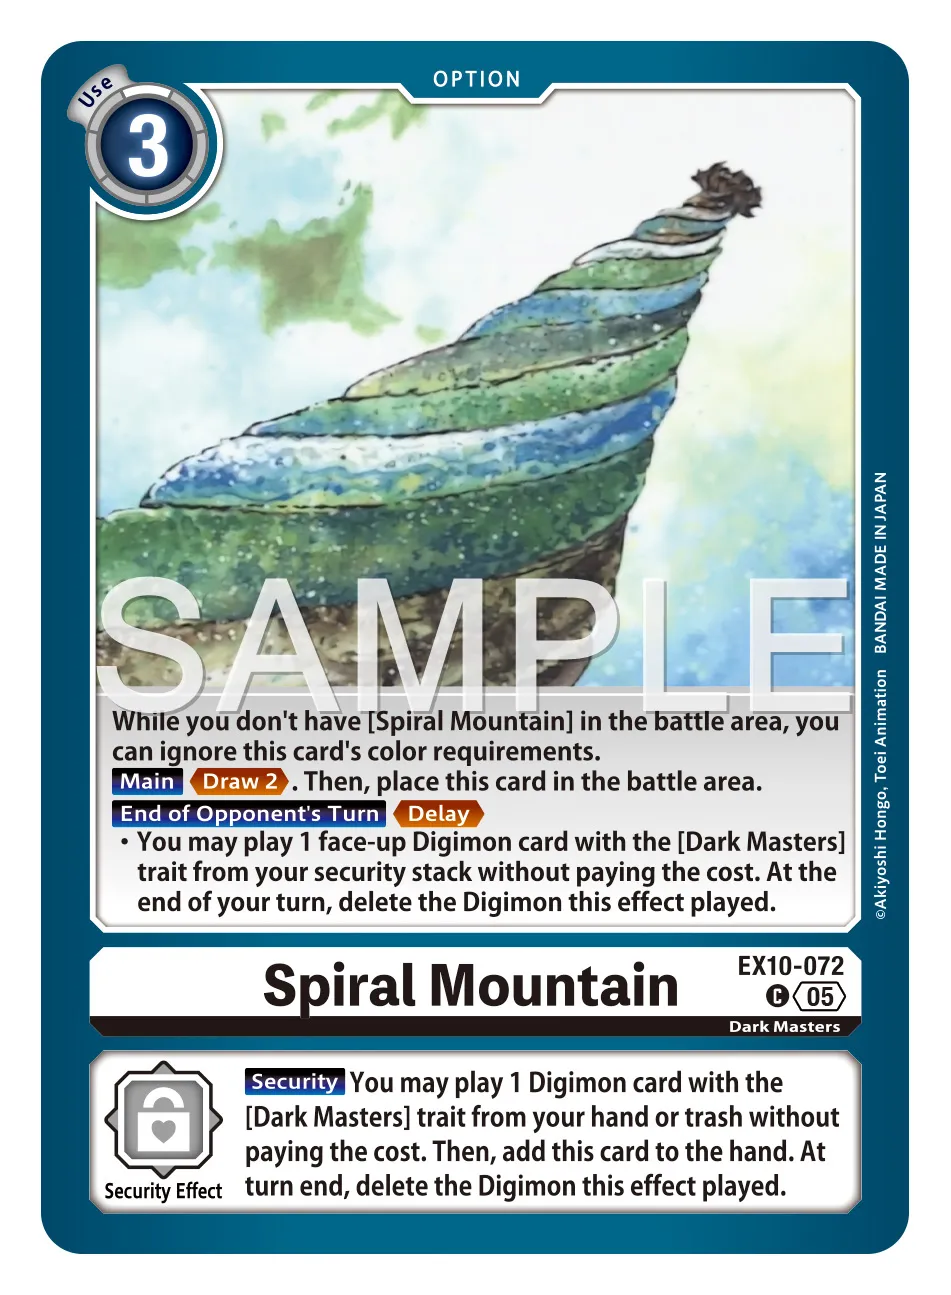 OPTION
Use
3
SAMPLE
While you don't have [Spiral Mountain] in the battle area, you
can ignore this card's color requirements.
Main Draw 2. Then, place this card in the battle area.
End of Opponent's Turn Delay
• You may play 1 face-up Digimon card with the [Dark Masters]
trait from your security stack without paying the cost. At the
end of your turn, delete the Digimon this effect played.
©Akiyoshi Hongo, Toei Animation BANDAI MADE IN JAPAN
Spiral Mountain
EX10-072
C 05
Dark Masters
Security You may play 1 Digimon card with the
[Dark Masters] trait from your hand or trash without
paying the cost. Then, add this card to the hand. At
turn end, delete the Digimon this effect played.
Security Effect